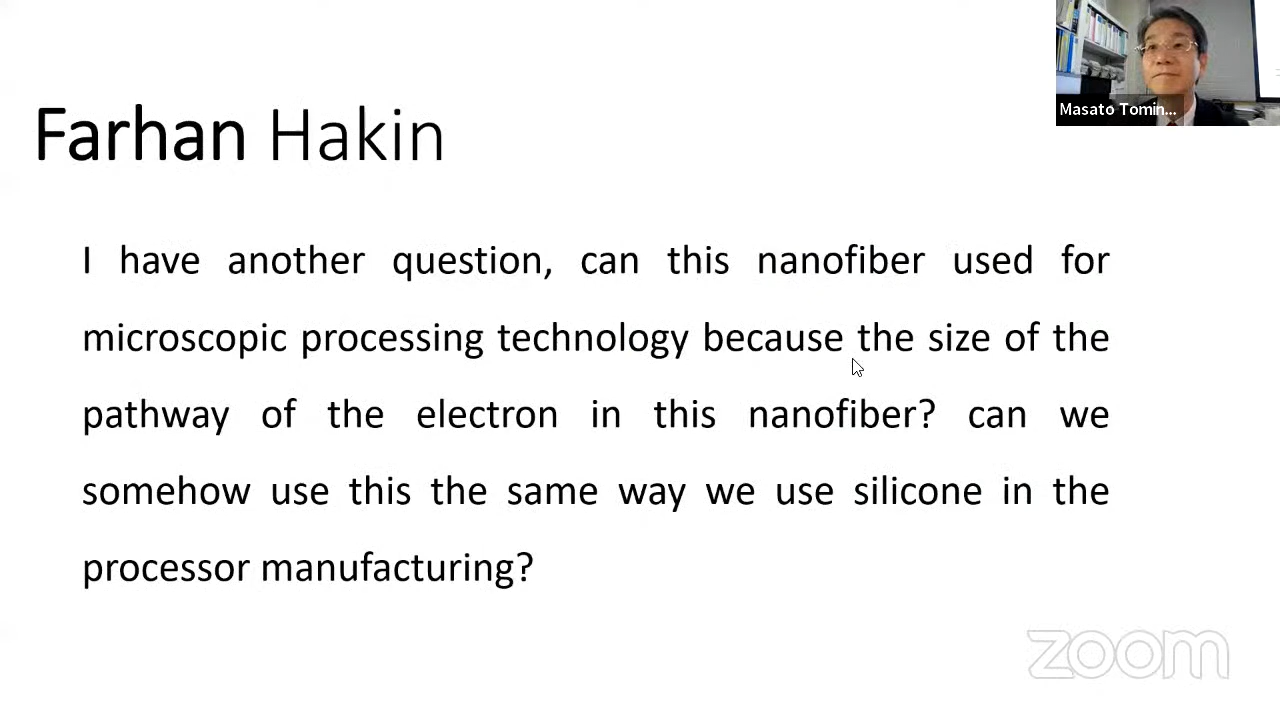 Masato Tomin...
Farhan Hakin
I have another question, can this nanofiber used for
microscopic processing technology because the size of the
pathway of the electron in this nanofiber? can we
somehow use this the same way we use silicone in the
processor manufacturing?
zoom